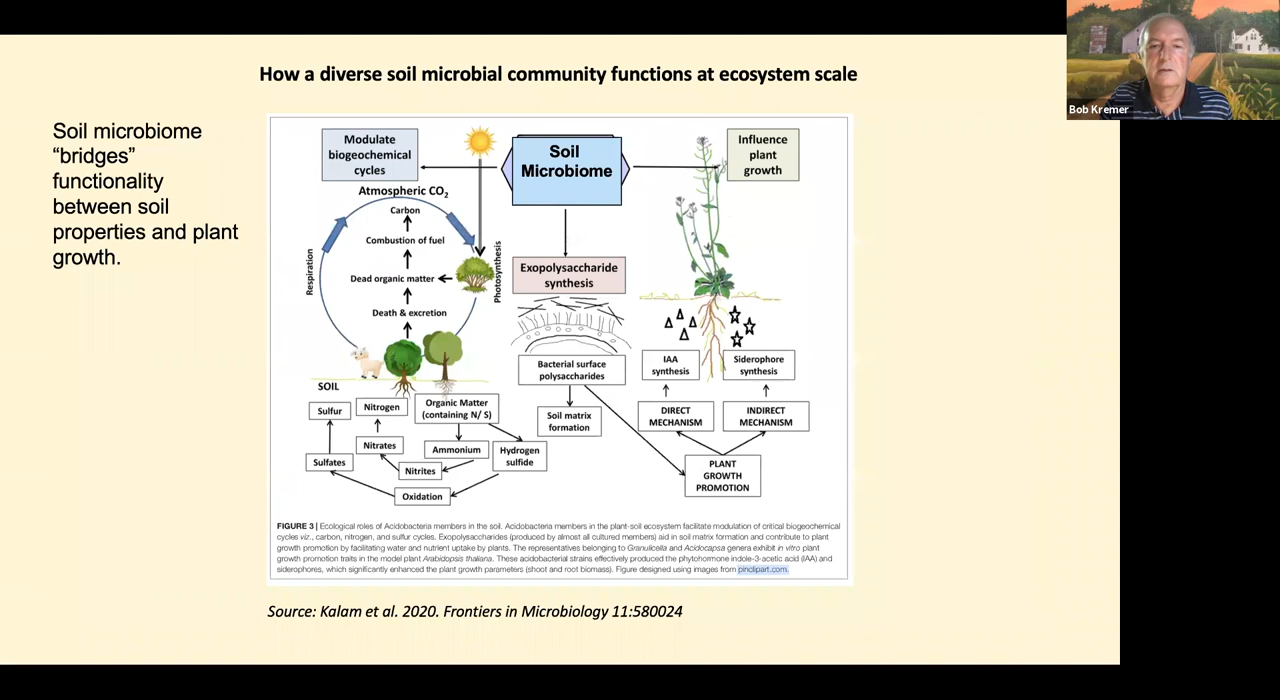 How a diverse soil microbial community functions at ecosystem scale
Bob Kremer
Soil microbiome
“bridges”
functionality
between soil
properties and plant
growth.
Modulate
biogeochemical
cycles
Soil
Microbiome
Influence
plant
growth
Atmospheric CO₂
Carbon
Combustion of fuel
Dead organic matter
Death & excretion
Respiration
Photosynthesis
Exopolysaccharide
synthesis
Bacterial surface
polysaccharides
Soil matrix
formation
IAA
synthesis
Siderophore
synthesis
DIRECT
MECHANISM
INDIRECT
MECHANISM
PLANT
GROWTH
PROMOTION
SOIL
Sulfur
Nitrogen
Organic Matter
(containing N/ S)
Nitrates
Ammonium
Hydrogen
sulfide
Sulfates
Nitrites
Oxidation
FIGURE 3 | Ecological roles of Acidobacteria members in the soil. Acidobacteria members in the plant-soil ecosystem facilitate modulation of critical biogeochemical
cycles viz., carbon, nitrogen, and sulfur cycles. Exopolysaccharides (produced by almost all cultured members) aid in soil matrix formation and contribute to plant
growth promotion by facilitating water and nutrient uptake by plants. The representatives belonging to Granulicella and Acidocapsa genera exhibit in vitro plant
growth promotion traits in the model plant Arabidopsis thaliana. These acidobacterial strains effectively produced the phytohormone indole-3-acetic acid (IAA) and
siderophores, which significantly enhanced the plant growth parameters (shoot and root biomass). Figure designed using images from pinclipart.com.
Source: Kalam et al. 2020. Frontiers in Microbiology 11:580024